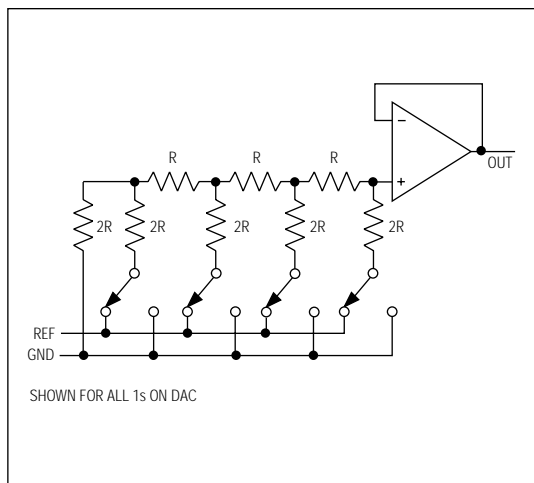 R R R
− OUT
+
2R 2R 2R 2R 2R
REF
GND
SHOWN FOR ALL 1s ON DAC